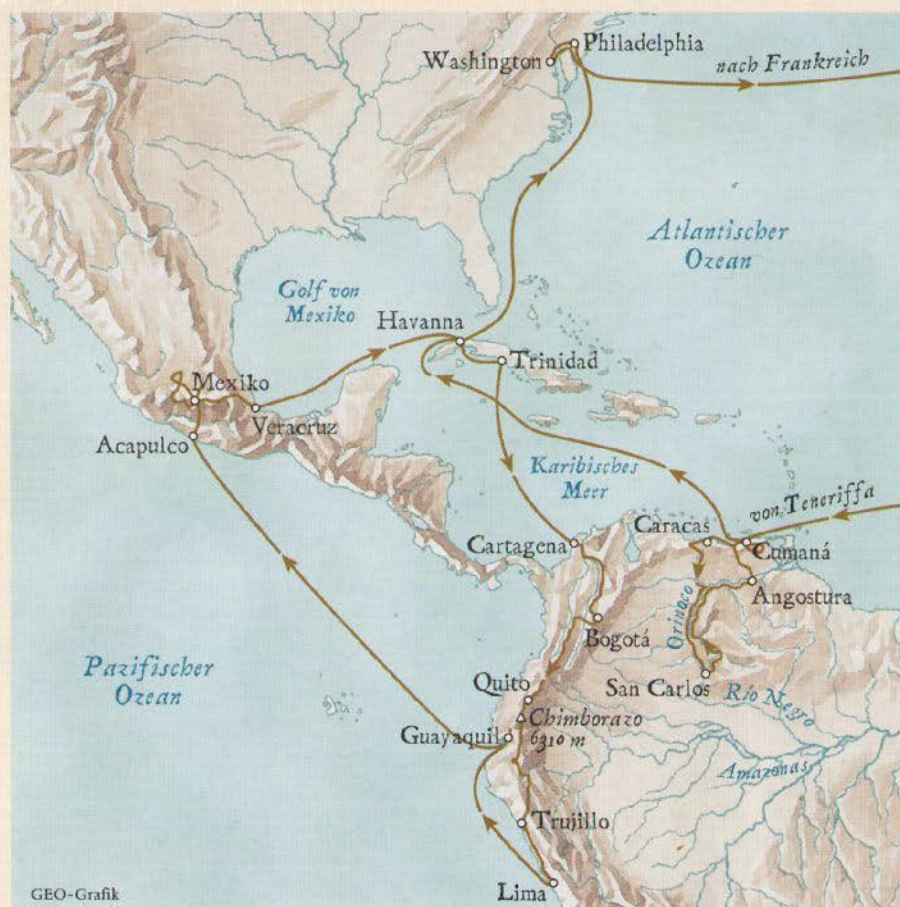 Philadelphia
Washington
nach Frankreich
Atlantischer
Ozean
Golf von
Mexiko
Havanna
Trinidad
Mexiko
Veracruz
Acapulco
Karibisches
Meer
von Teneriffa
Caracas
Cartagena
Cumaná
Angostura
Orinoco
Bogotá
Pazifischer
Ozean
Quito
San Carlos
Río Negro
Chimborazo
6310 m
Guayaquil
Amazonas
Trujillo
Lima
GEO-Grafik